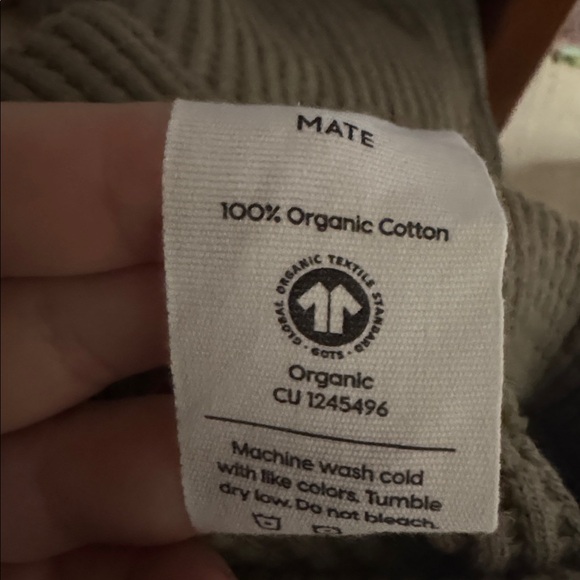 MATE
100% Organic Cotton
GLOBAL ORGANIC TEXTILE STANDARD · GOTS ·
Organic
CU 1245496
Machine wash cold
with like colors. Tumble
dry low. Do not bleach.